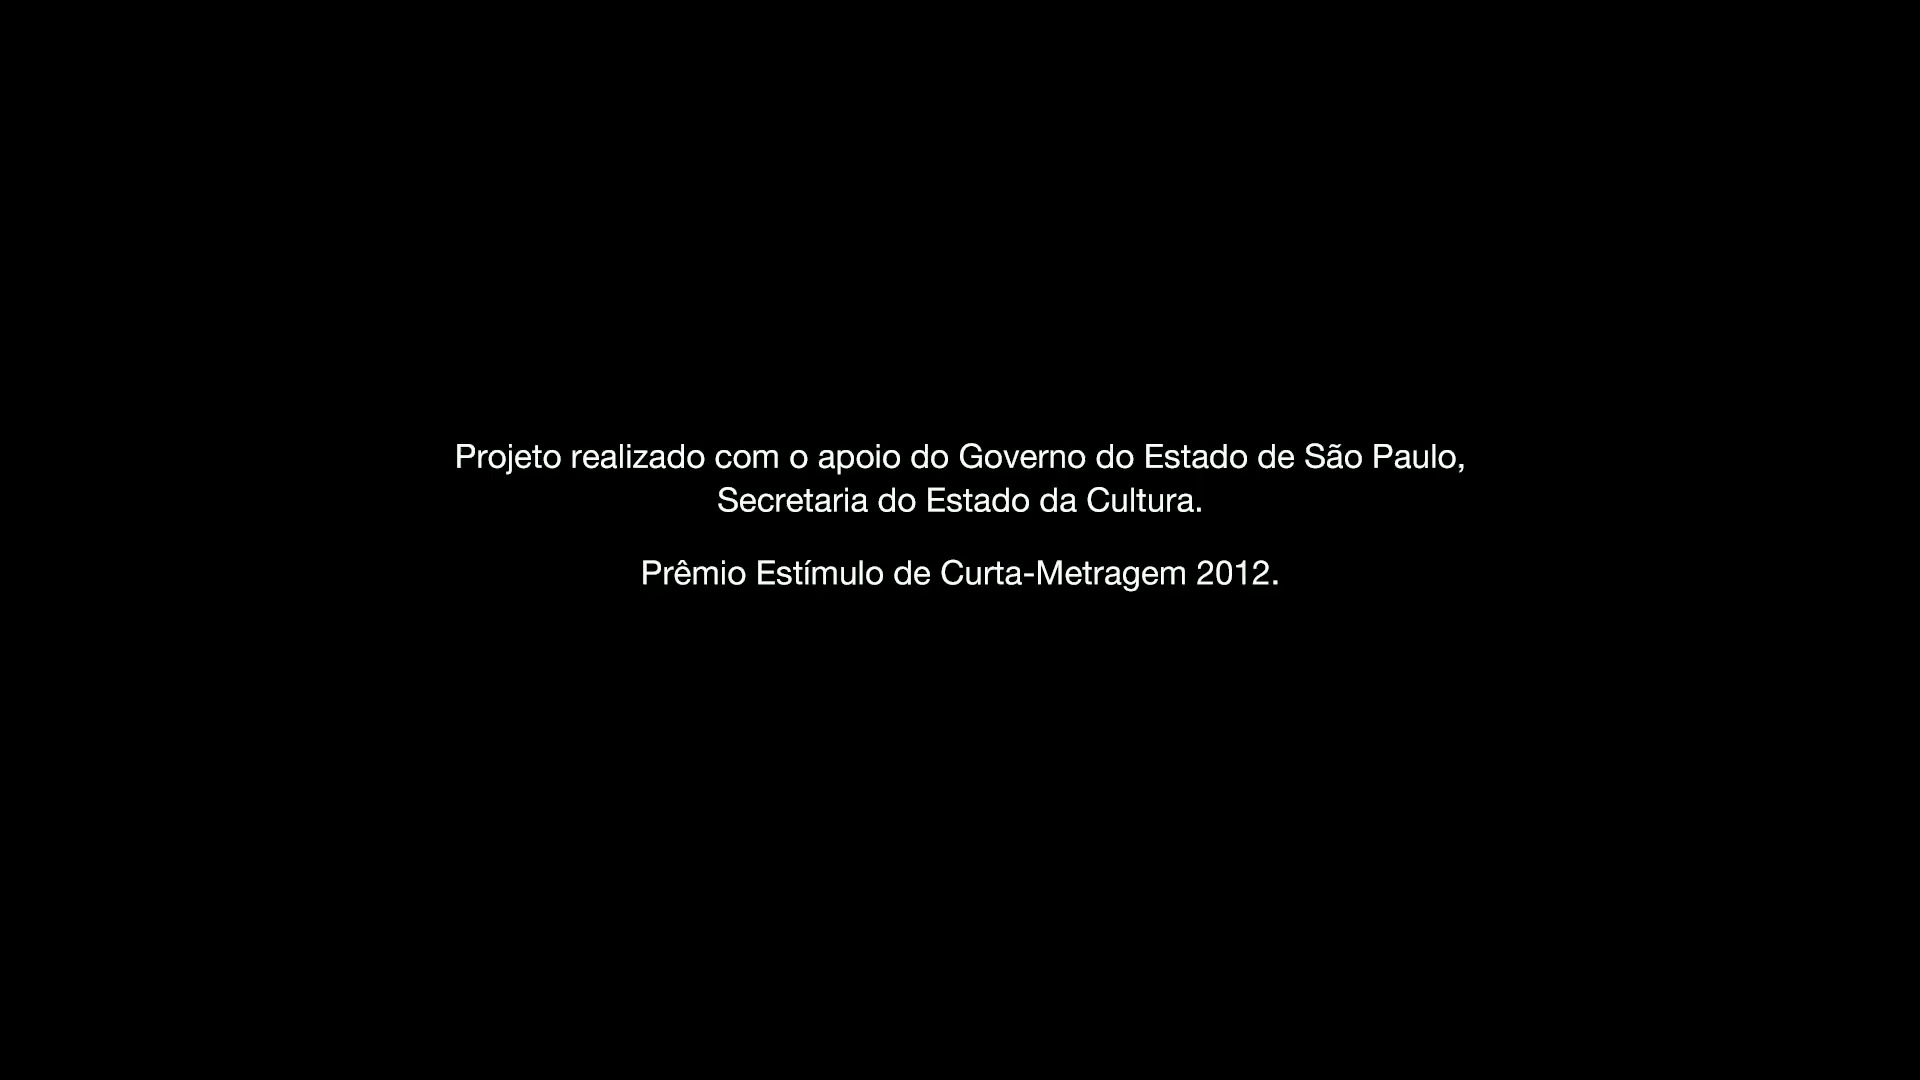 Projeto realizado com o apoio do Governo do Estado de São Paulo,
Secretaria do Estado da Cultura.
Prêmio Estímulo de Curta-Metragem 2012.